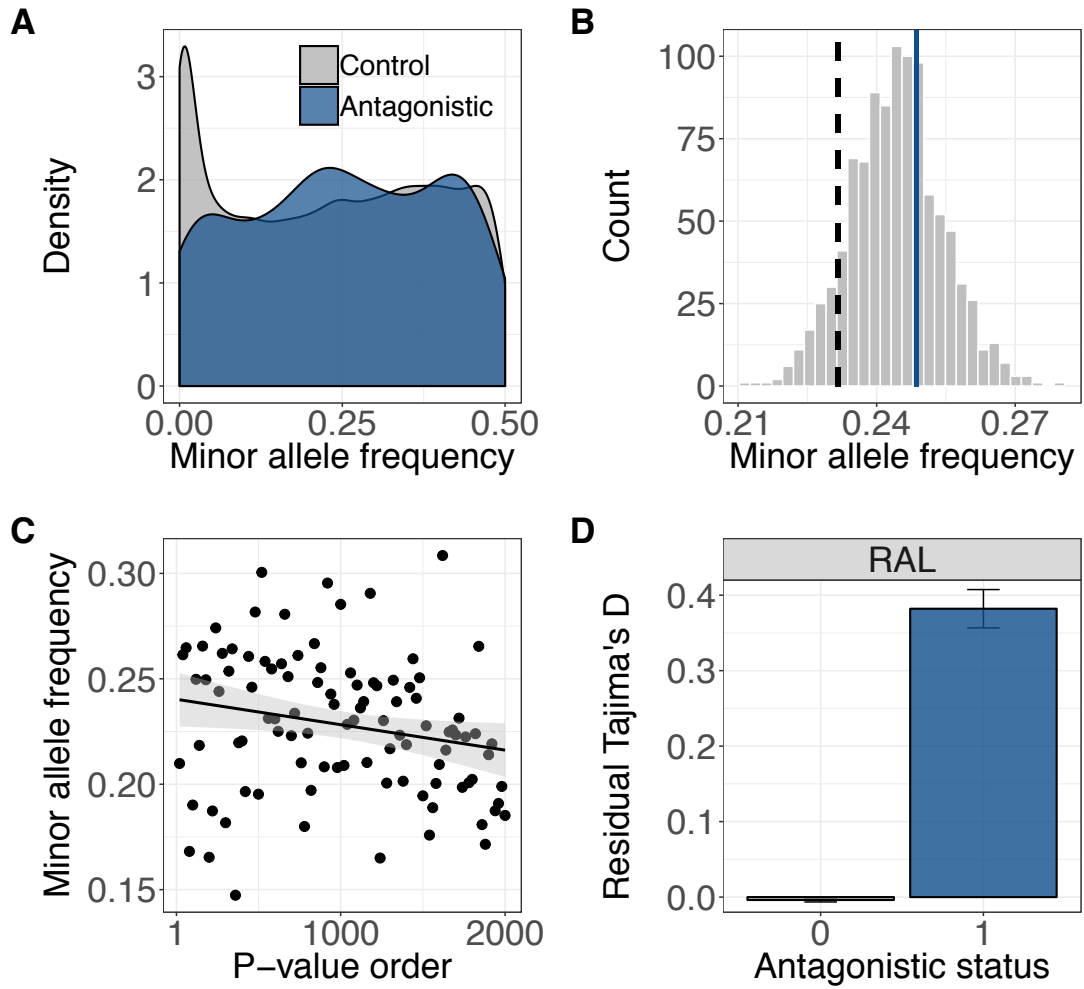 A
Density
3
2
1
0
Control
Antagonistic
0.00
0.25
0.50
Minor allele frequency
B
Count
100
75
50
25
0
0.21
0.24
0.27
Minor allele frequency
C
Minor allele frequency
0.30
0.25
0.20
0.15
1
1000
2000
P−value order
D
RAL
Residual Tajima's D
0.4
0.3
0.2
0.1
0.0
0
1
Antagonistic status